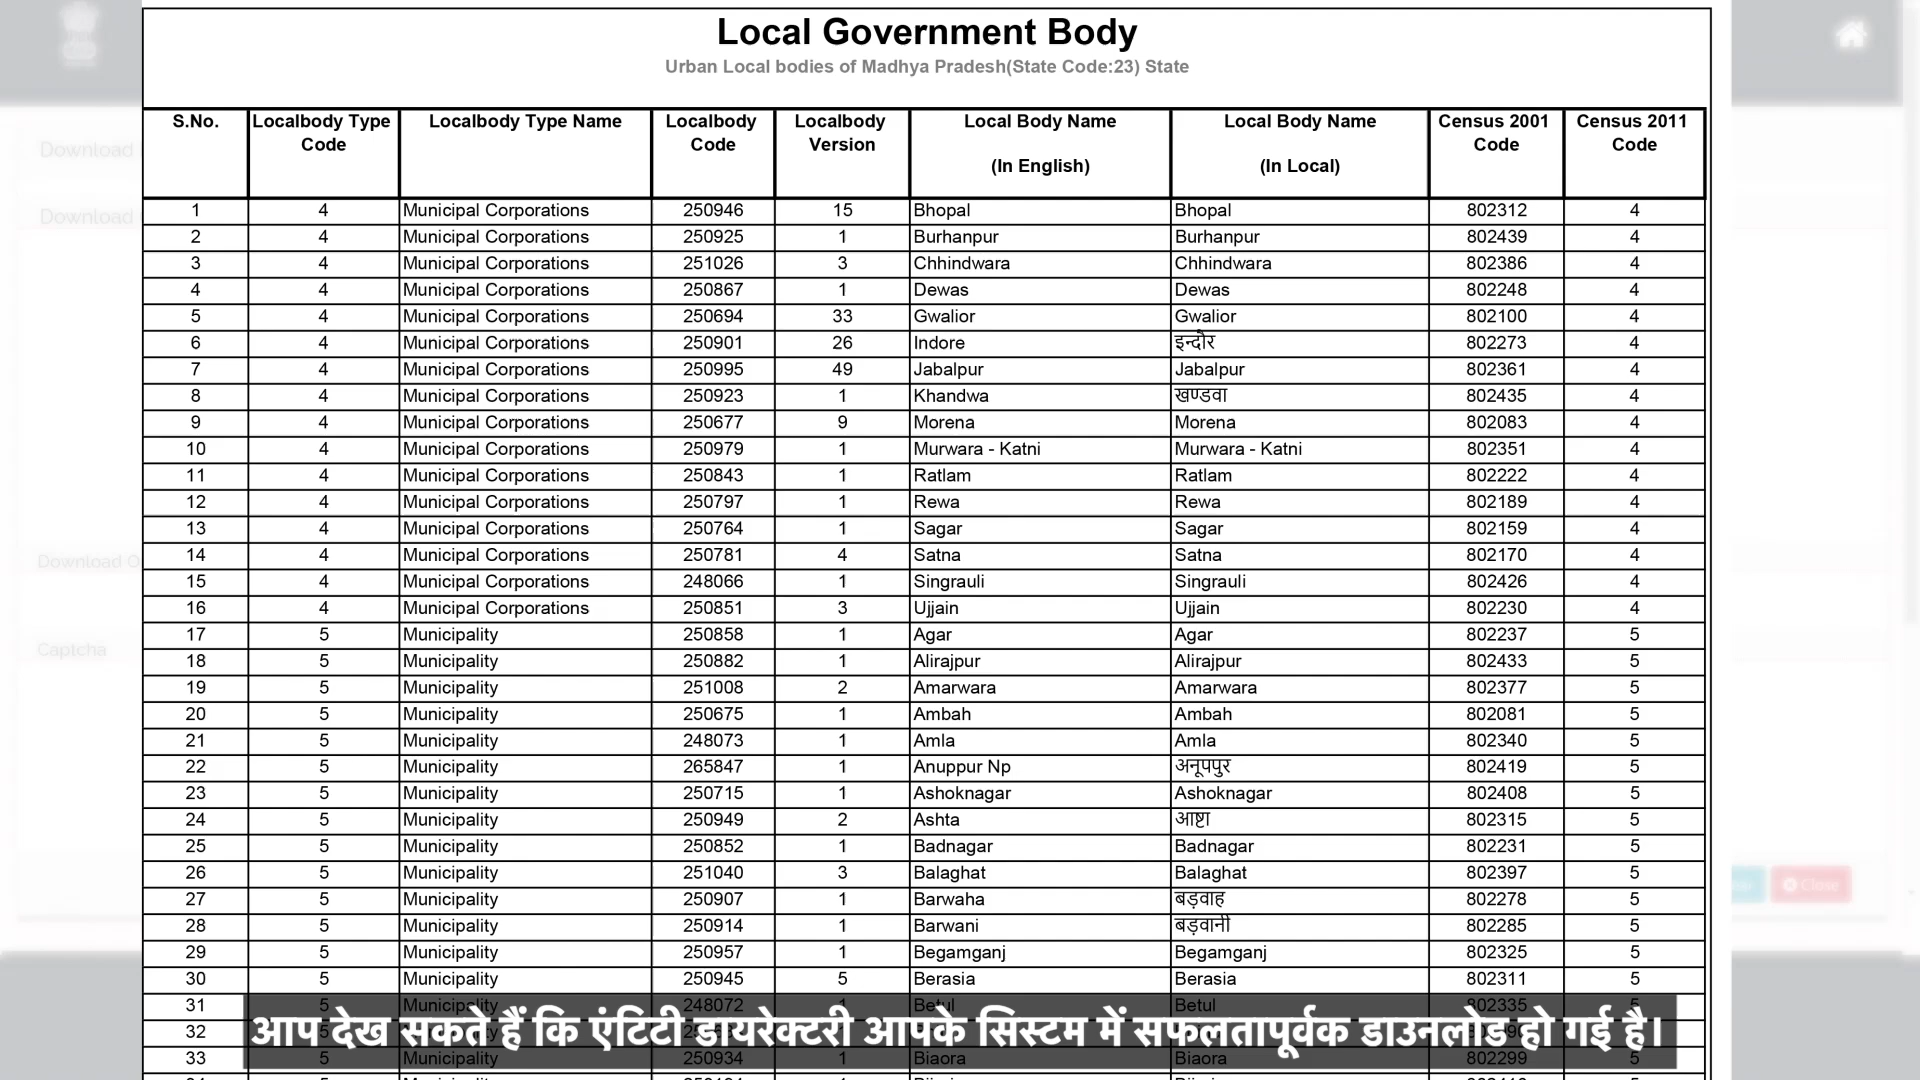 Local Government Body
Urban Local bodies of Madhya Pradesh(State Code:23) State
S.No. Localbody Type Code Localbody Type Name Localbody Code Localbody Version Local Body Name (In English) Local Body Name (In Local) Census 2001 Code Census 2011 Code
1 4 Municipal Corporations 250946 15 Bhopal Bhopal 802312 4
2 4 Municipal Corporations 250925 1 Burhanpur Burhanpur 802439 4
3 4 Municipal Corporations 251026 3 Chhindwara Chhindwara 802386 4
4 4 Municipal Corporations 250867 1 Dewas Dewas 802248 4
5 4 Municipal Corporations 250694 33 Gwalior Gwalior 802100 4
6 4 Municipal Corporations 250901 26 Indore इन्दौर 802273 4
7 4 Municipal Corporations 250995 49 Jabalpur Jabalpur 802361 4
8 4 Municipal Corporations 250923 1 Khandwa खण्डवा 802435 4
9 4 Municipal Corporations 250677 9 Morena Morena 802083 4
10 4 Municipal Corporations 250979 1 Murwara - Katni Murwara - Katni 802351 4
11 4 Municipal Corporations 250843 1 Ratlam Ratlam 802222 4
12 4 Municipal Corporations 250797 1 Rewa Rewa 802189 4
13 4 Municipal Corporations 250764 1 Sagar Sagar 802159 4
14 4 Municipal Corporations 250781 4 Satna Satna 802170 4
15 4 Municipal Corporations 248066 1 Singrauli Singrauli 802426 4
16 4 Municipal Corporations 250851 3 Ujjain Ujjain 802230 4
17 5 Municipality 250858 1 Agar Agar 802237 5
18 5 Municipality 250882 1 Alirajpur Alirajpur 802433 5
19 5 Municipality 251008 2 Amarwara Amarwara 802377 5
20 5 Municipality 250675 1 Ambah Ambah 802081 5
21 5 Municipality 248073 1 Amla Amla 802340 5
22 5 Municipality 265847 1 Anuppur Np अनूपपुर 802419 5
23 5 Municipality 250715 1 Ashoknagar Ashoknagar 802408 5
24 5 Municipality 250949 2 Ashta आष्टा 802315 5
25 5 Municipality 250852 1 Badnagar Badnagar 802231 5
26 5 Municipality 251040 3 Balaghat Balaghat 802397 5
27 5 Municipality 250907 1 Barwaha बड़वाह 802278 5
28 5 Municipality 250914 1 Barwani बड़वानी 802285 5
29 5 Municipality 250957 1 Begamganj Begamganj 802325 5
30 5 Municipality 250945 5 Berasia Berasia 802311 5
31 5 Municipality 248072 1 Betul Betul 802335 5
32
33 5 Municipality 250934 1 Biaora Biaora 802299 5
आप देख सकते हैं कि एंटिटी डायरेक्टरी आपके सिस्टम में सफलतापूर्वक डाउनलोड हो गई है।
Download
Download
Download O
Captcha
Close